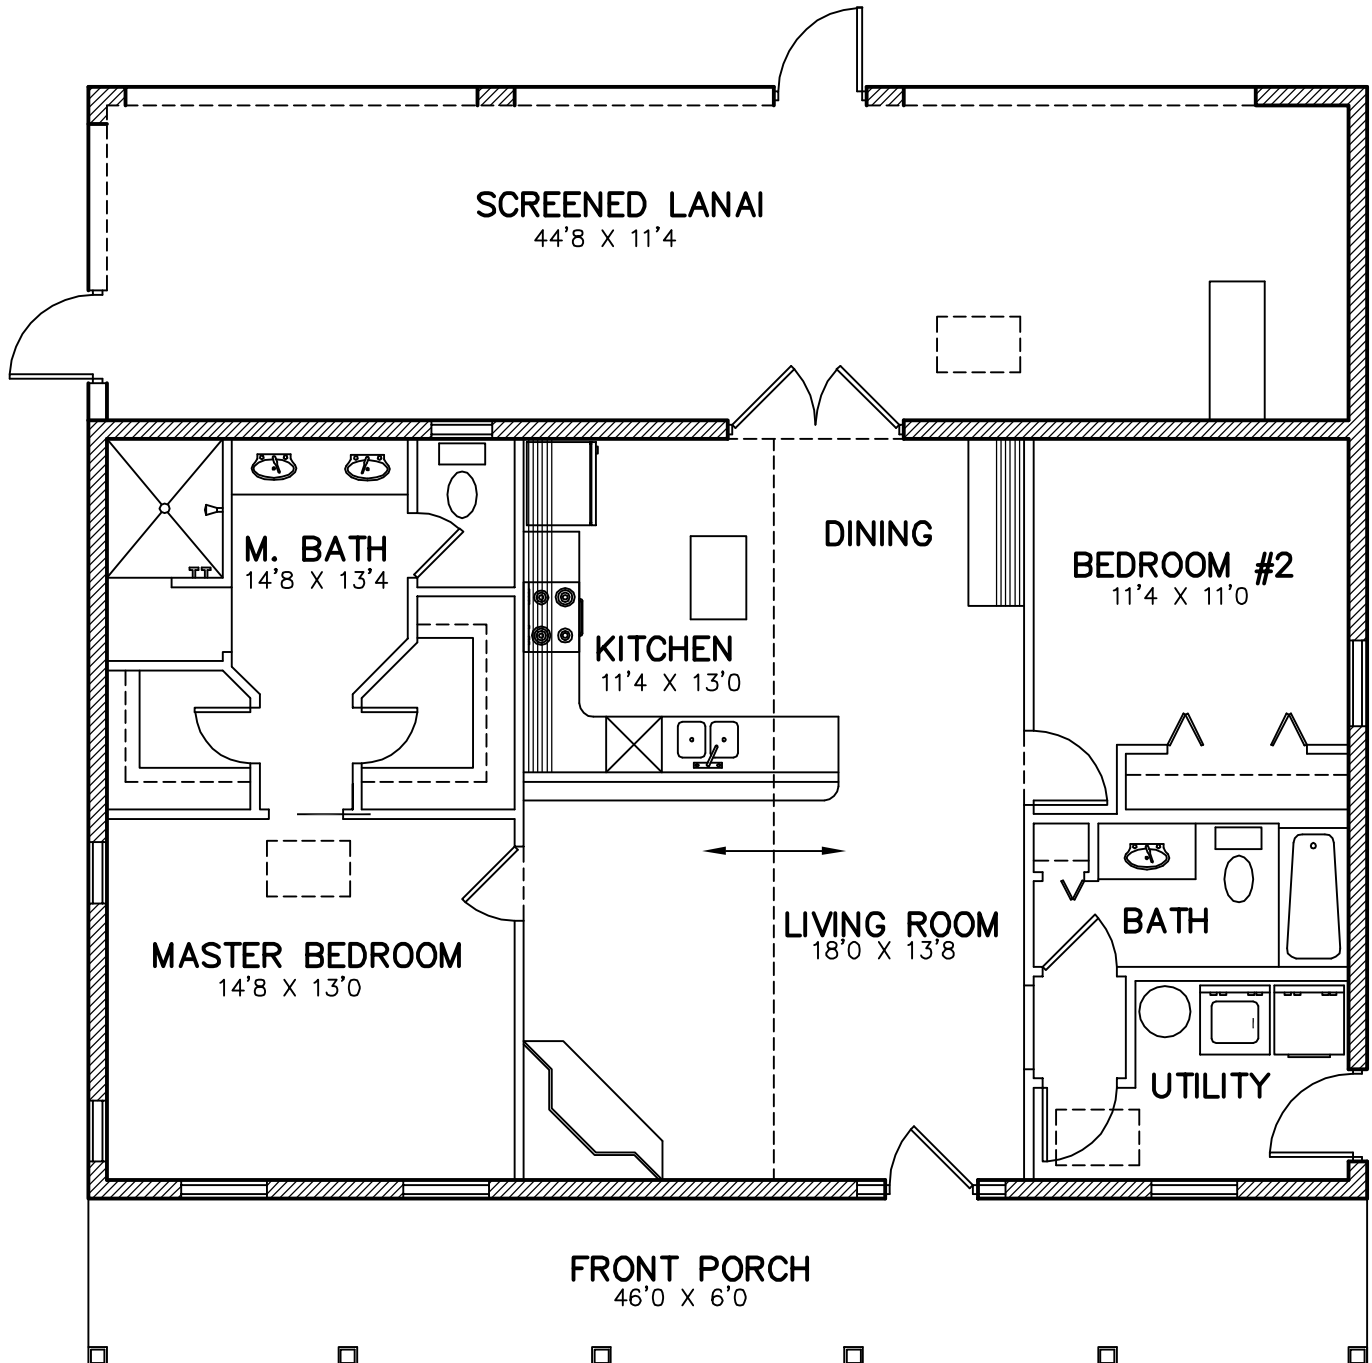 SCREENED LANAI
44'8 X 11'4
DINING
M. BATH
14'8 X 13'4
BEDROOM #2
11'4 X 11'0
KITCHEN
11'4 X 13'0
LIVING ROOM
18'0 X 13'8
BATH
MASTER BEDROOM
14'8 X 13'0
UTILITY
FRONT PORCH
46'0 X 6'0